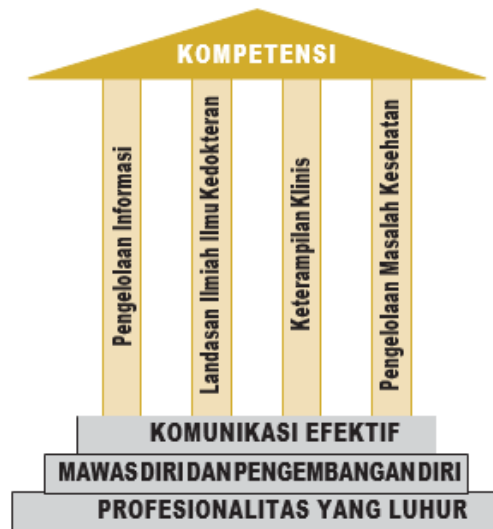 KOMPETENSI
Pengelolaan Informasi
Landasan Ilmiah Ilmu Kedokteran
Keterampilan Klinis
Pengelolaan Masalah Kesehatan
KOMUNIKASI EFEKTIF
MAWAS DIRI DAN PENGEMBANGAN DIRI
PROFESIONALITAS YANG LUHUR